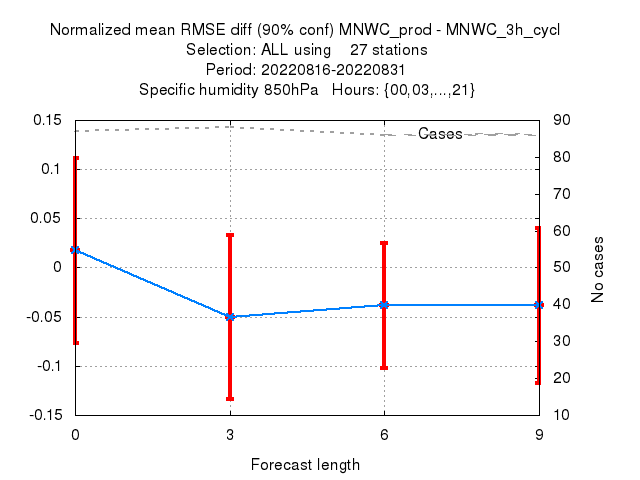 Normalized mean RMSE diff (90% conf) MNWC_prod - MNWC_3h_cycl
Selection: ALL using 27 stations
Period: 20220816-20220831
Specific humidity 850hPa Hours: {00,03,...,21}
0.15
0.1
0.05
0
-0.05
-0.1
-0.15
Cases
90
80
70
60
50
40
30
20
10
No cases
0 3 6 9
Forecast length